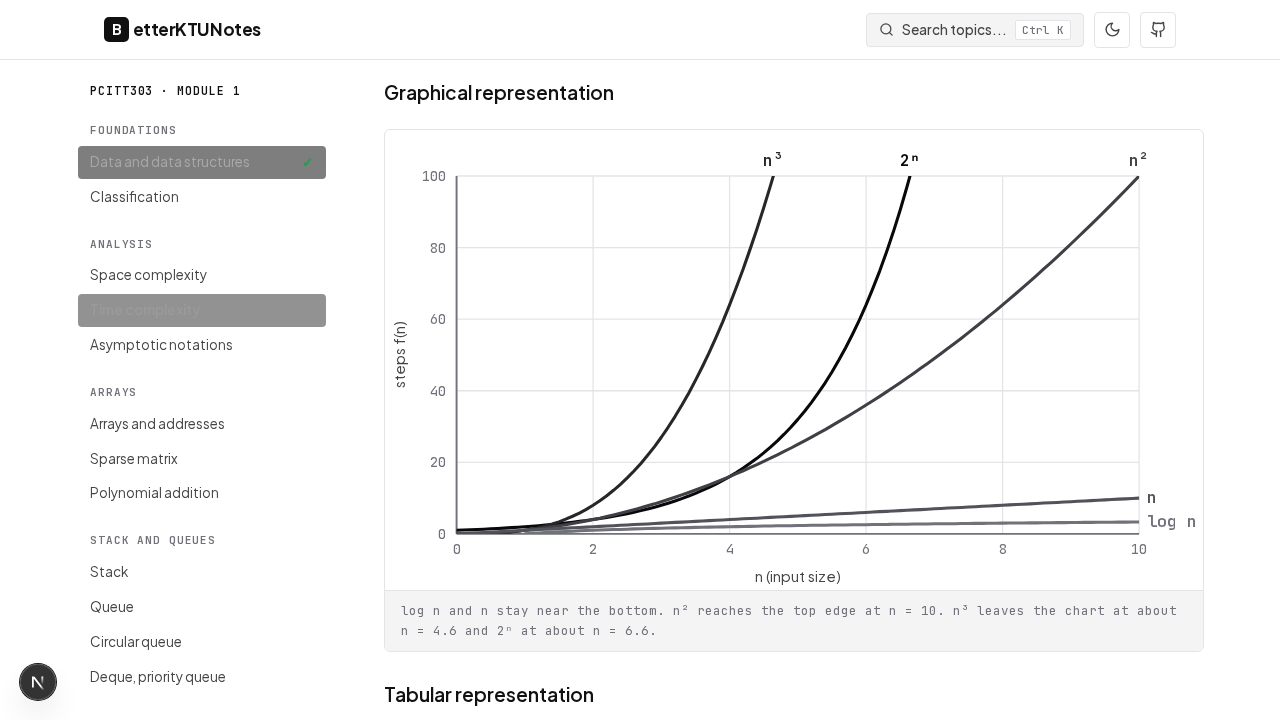 B etterKTUNotes
Search topics... Ctrl K
PCITT303 · MODULE 1
FOUNDATIONS
Data and data structures ✔
Classification
ANALYSIS
Space complexity
Time complexity
Asymptotic notations
ARRAYS
Arrays and addresses
Sparse matrix
Polynomial addition
STACK AND QUEUES
Stack
Queue
Circular queue
Deque, priority queue
N
Graphical representation
n³ 2ⁿ n²
100
80
60
40
20
0
steps f(n)
n
log n
0 2 4 6 8 10
n (input size)
log n and n stay near the bottom. n² reaches the top edge at n = 10. n³ leaves the chart at about
n = 4.6 and 2ⁿ at about n = 6.6.
Tabular representation